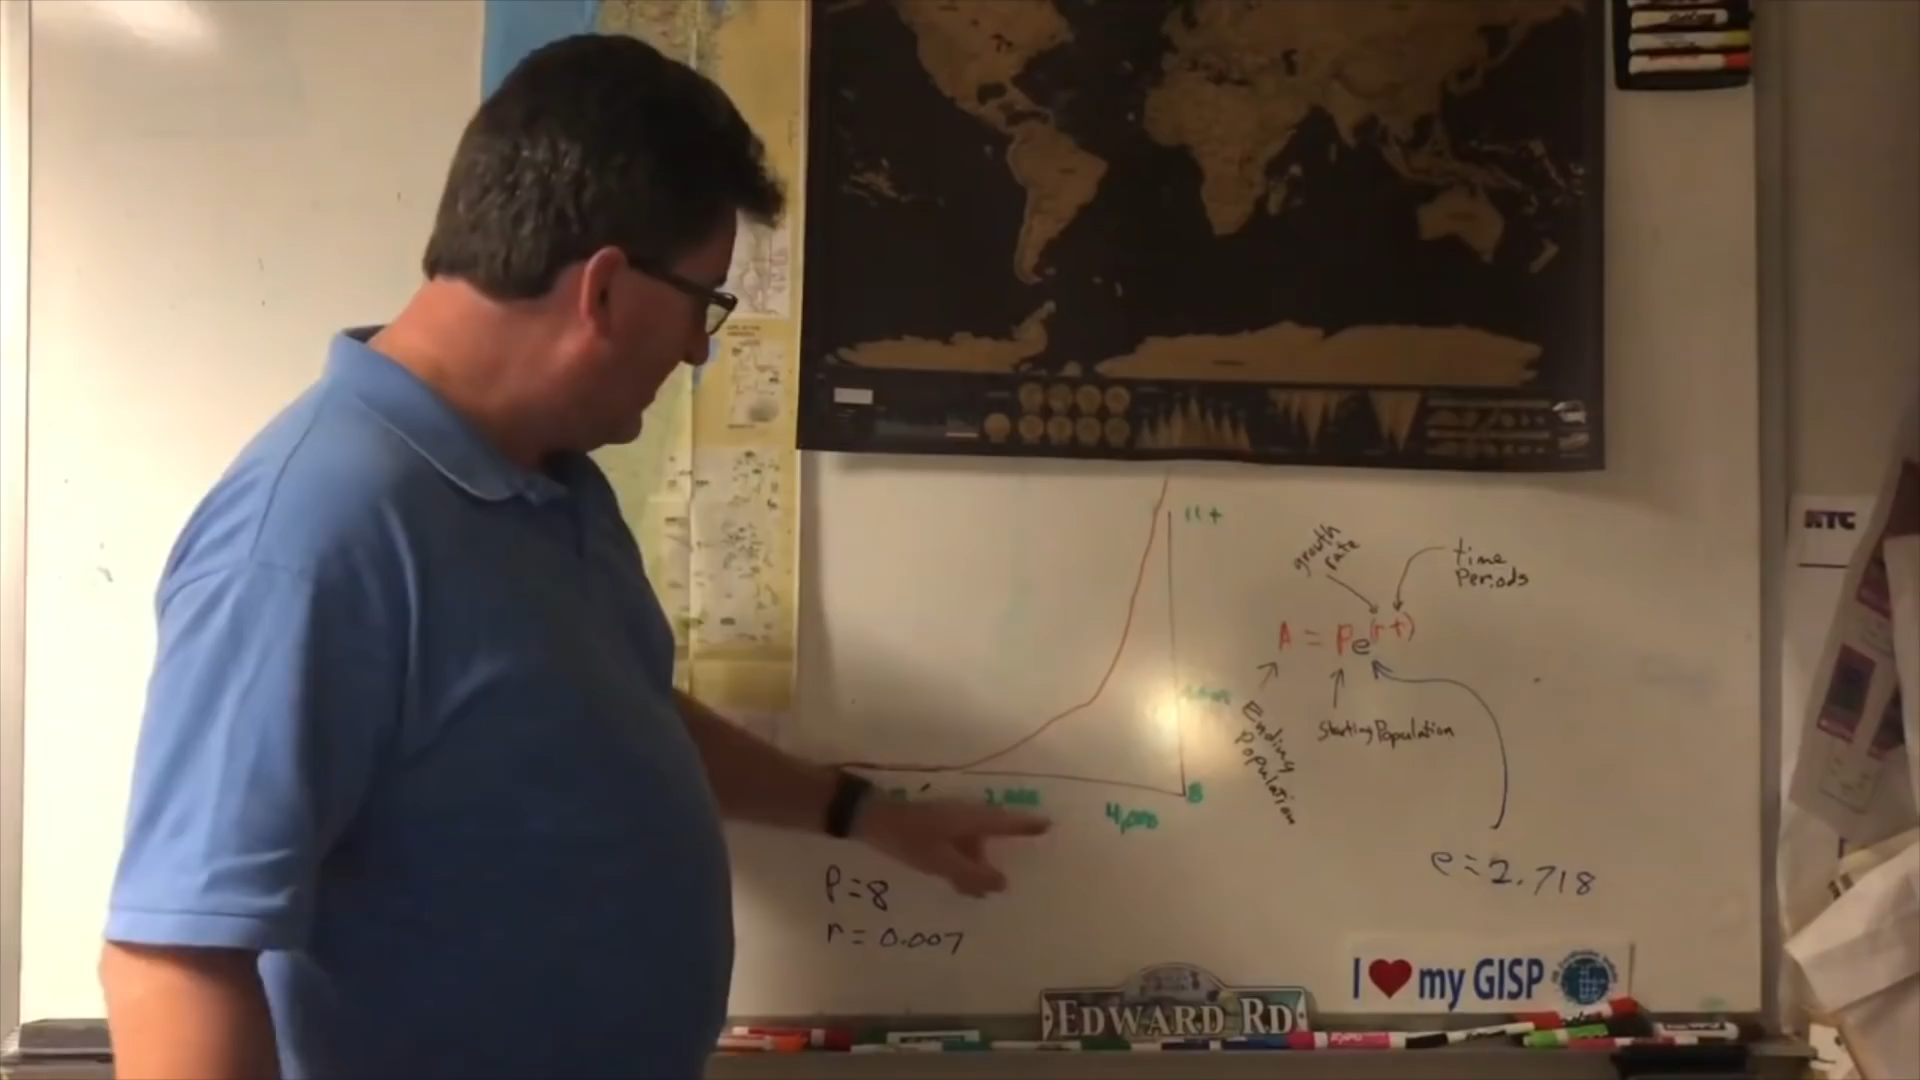 11+
growth
rate
time
Periods
A = Pe(rt)
Ending
Population
Starting Population
8
2,000
4,000
P=8
r = 0.007
e=2.718
I ❤ my GISP
EDWARD RD